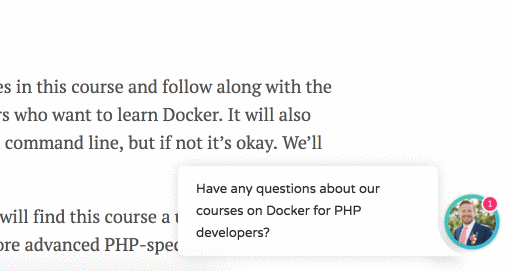 es in this course and follow along with the
rs who want to learn Docker. It will also
command line, but if not it's okay. We'll
will find this course a
ore advanced PHP-spec
Have any questions about our
courses on Docker for PHP
developers?
1